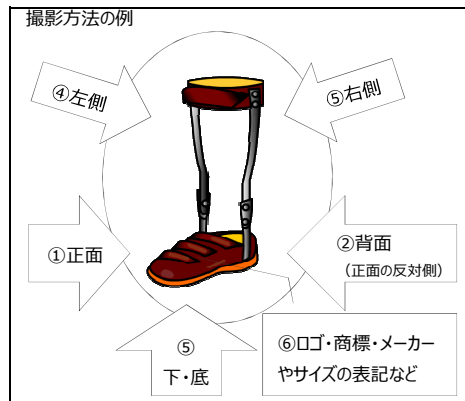 撮影方法の例
④左側
⑤右側
①正面
②背面
（正面の反対側）
⑤
下・底
⑥ロゴ・商標・メーカー
やサイズの表記など